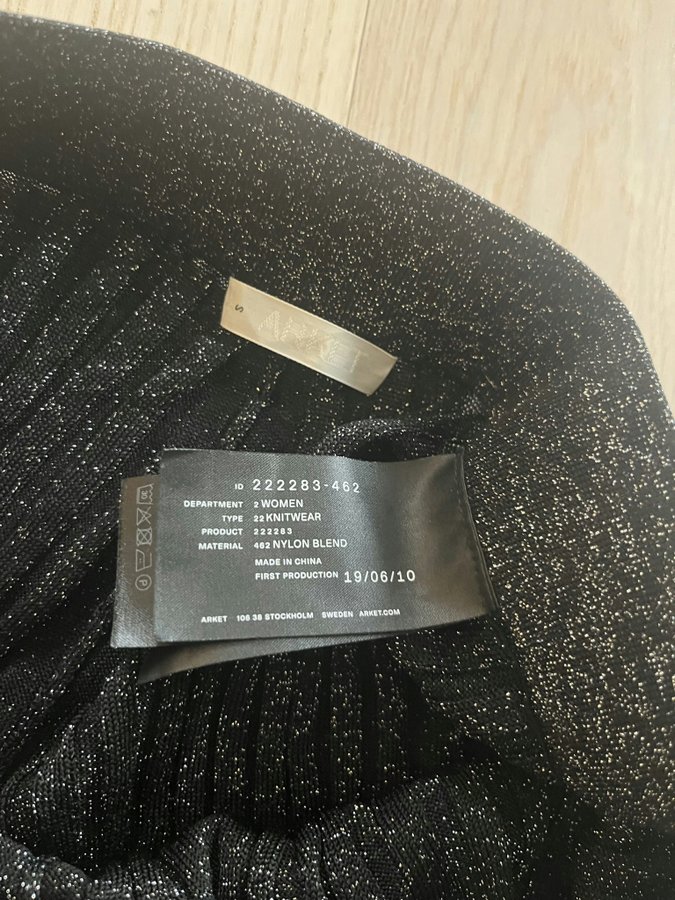 S
ARKET
ID 222283-462
DEPARTMENT 2 WOMEN
TYPE 22 KNITWEAR
PRODUCT 222283
MATERIAL 462 NYLON BLEND
MADE IN CHINA
FIRST PRODUCTION 19/06/10
ARKET 106 38 STOCKHOLM SWEDEN ARKET.COM
30
P